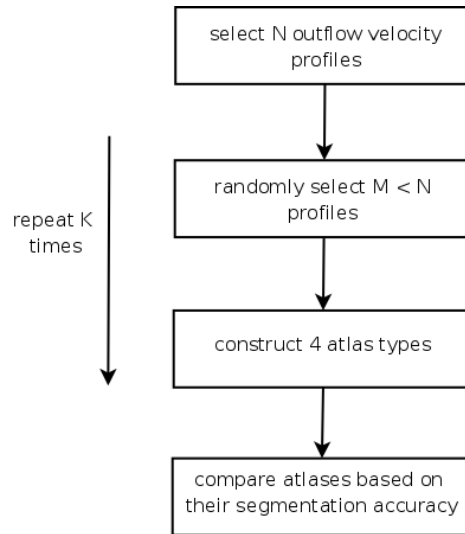 select N outflow velocity
profiles
randomly select M < N
profiles
repeat K
times
construct 4 atlas types
compare atlases based on
their segmentation accuracy